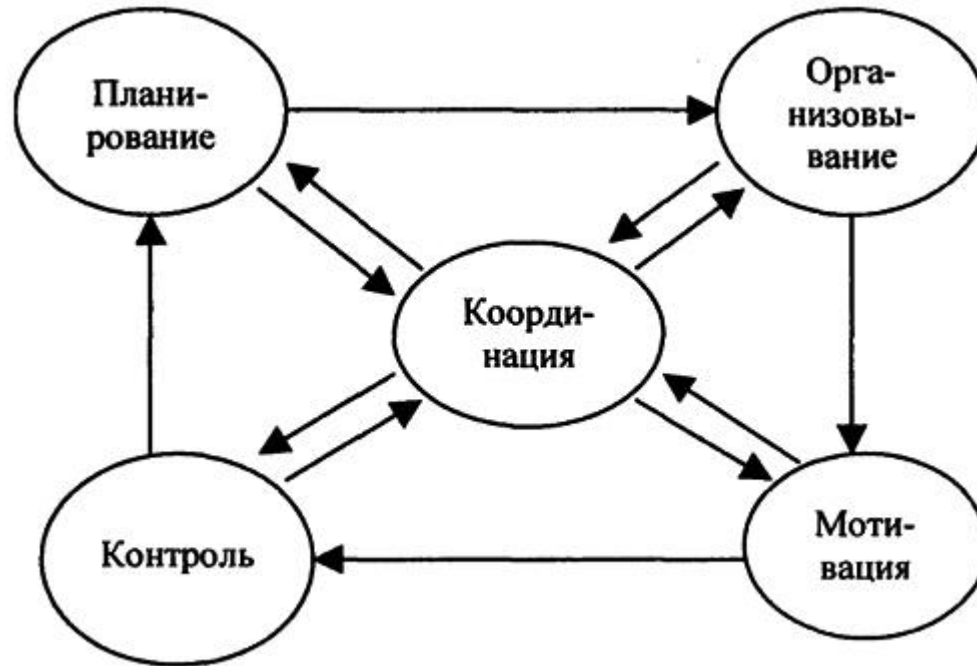 Плани-
рование
Орга-
низовы-
вание
Коорди-
нация
Контроль
Моти-
вация